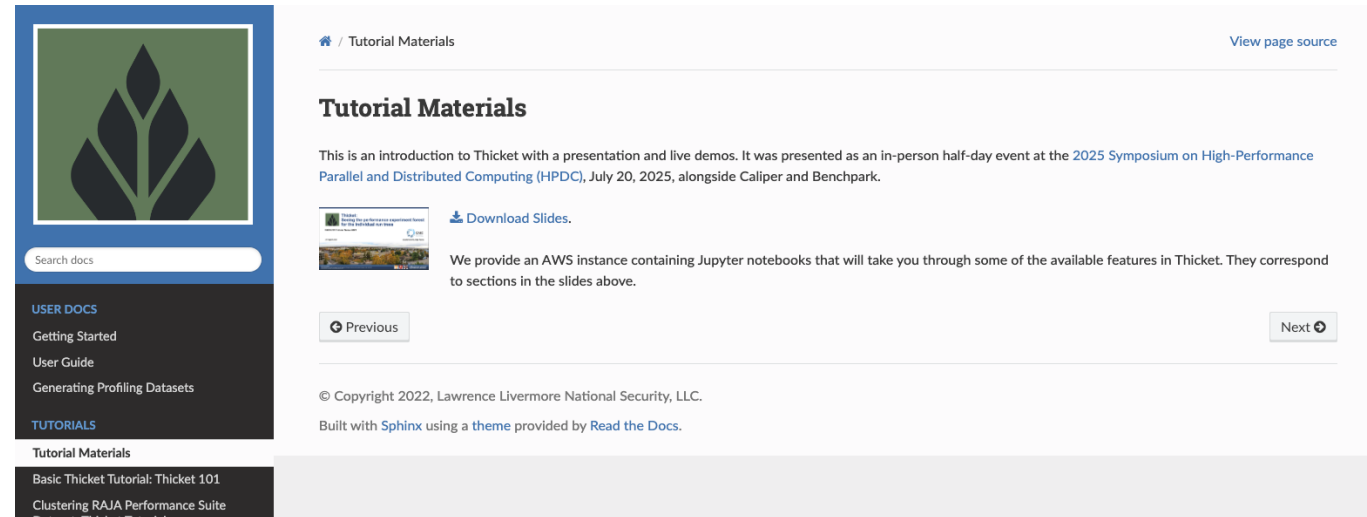 / Tutorial Materials
View page source
Tutorial Materials
This is an introduction to Thicket with a presentation and live demos. It was presented as an in-person half-day event at the 2025 Symposium on High-Performance
Parallel and Distributed Computing (HPDC), July 20, 2025, alongside Caliper and Benchpark.
Thicket
Download Slides.
We provide an AWS instance containing Jupyter notebooks that will take you through some of the available features in Thicket. They correspond
to sections in the slides above.
Previous
Next
© Copyright 2022, Lawrence Livermore National Security, LLC.
Built with Sphinx using a theme provided by Read the Docs.
Search docs
USER DOCS
Getting Started
User Guide
Generating Profiling Datasets
TUTORIALS
Tutorial Materials
Basic Thicket Tutorial: Thicket 101
Clustering RAJA Performance Suite